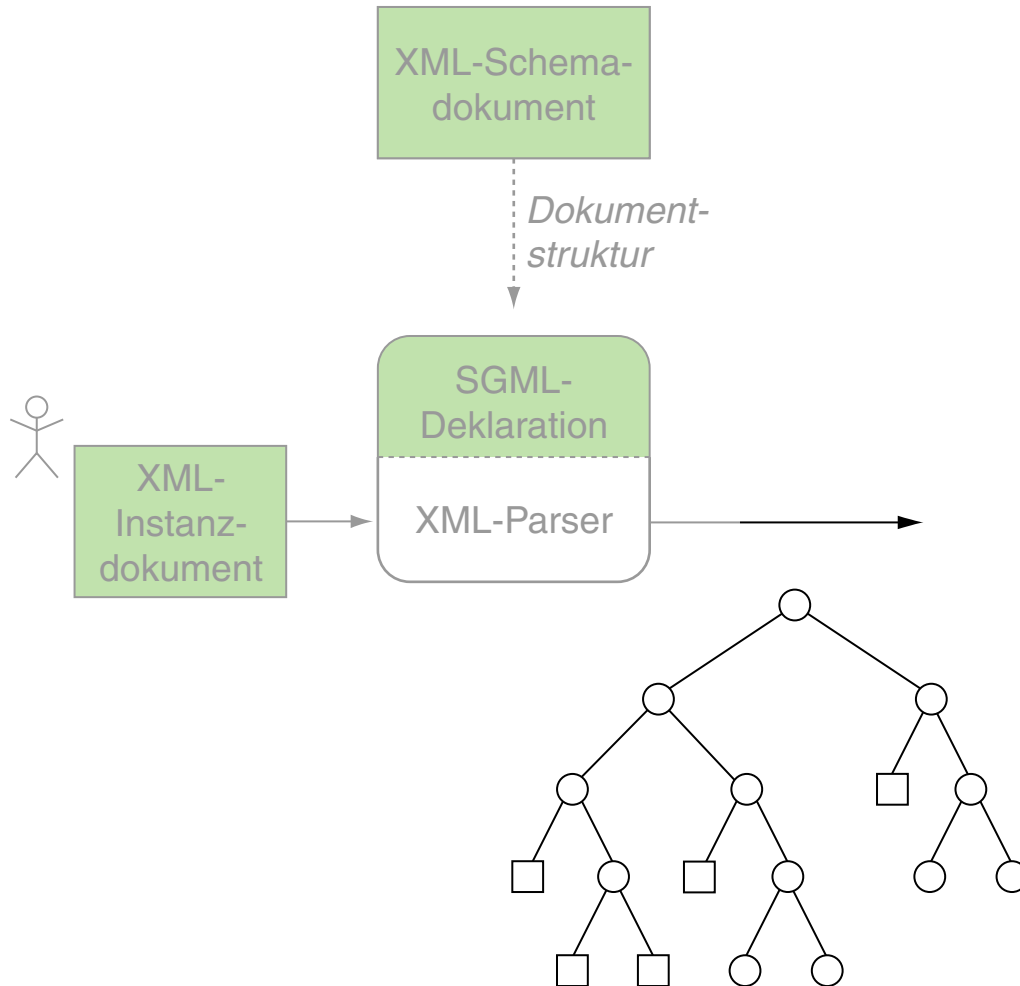 XML-Schema-
dokument
Dokument-
struktur
SGML-
Deklaration
XML-
Instanz-
dokument
XML-Parser